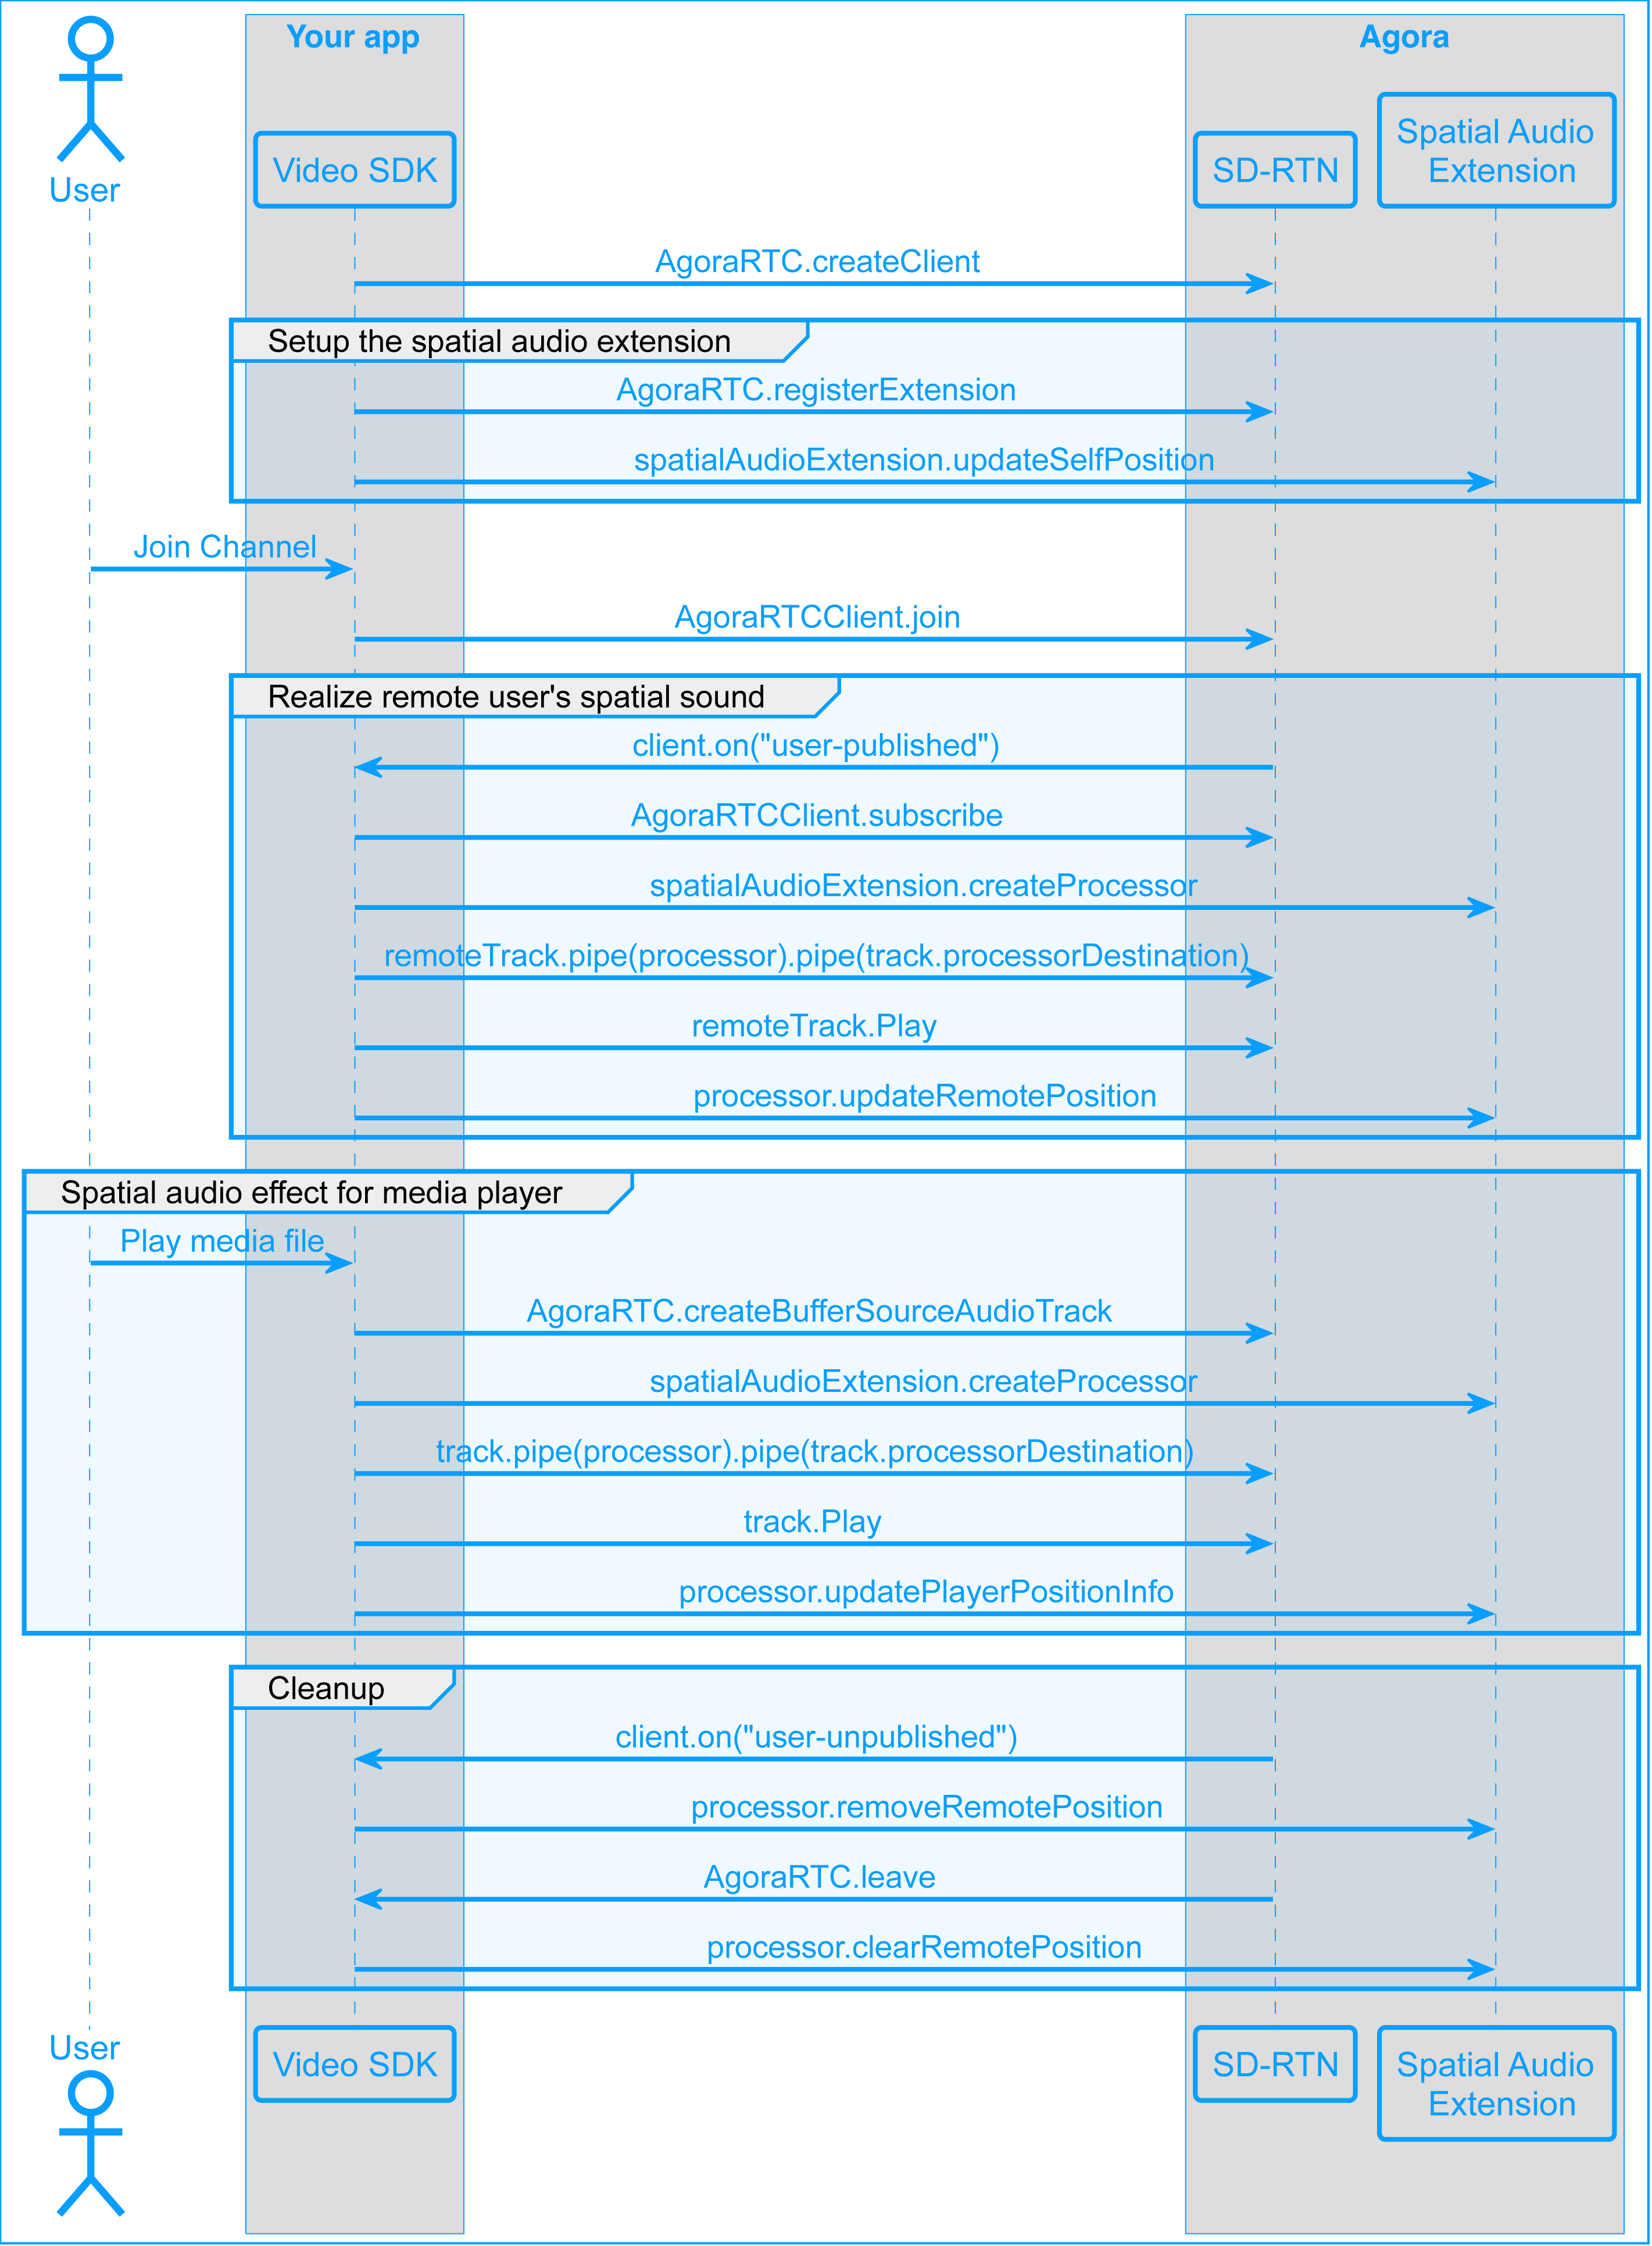 Your app
Agora
User
Video SDK
SD-RTN
Spatial Audio
Extension
AgoraRTC.createClient
Setup the spatial audio extension
AgoraRTC.registerExtension
spatialAudioExtension.updateSelfPosition
Join Channel
AgoraRTCClient.join
Realize remote user's spatial sound
client.on("user-published")
AgoraRTCClient.subscribe
spatialAudioExtension.createProcessor
remoteTrack.pipe(processor).pipe(track.processorDestination)
remoteTrack.Play
processor.updateRemotePosition
Spatial audio effect for media player
Play media file
AgoraRTC.createBufferSourceAudioTrack
spatialAudioExtension.createProcessor
track.pipe(processor).pipe(track.processorDestination)
track.Play
processor.updatePlayerPositionInfo
Cleanup
client.on("user-unpublished")
processor.removeRemotePosition
AgoraRTC.leave
processor.clearRemotePosition
User
Video SDK
SD-RTN
Spatial Audio
Extension